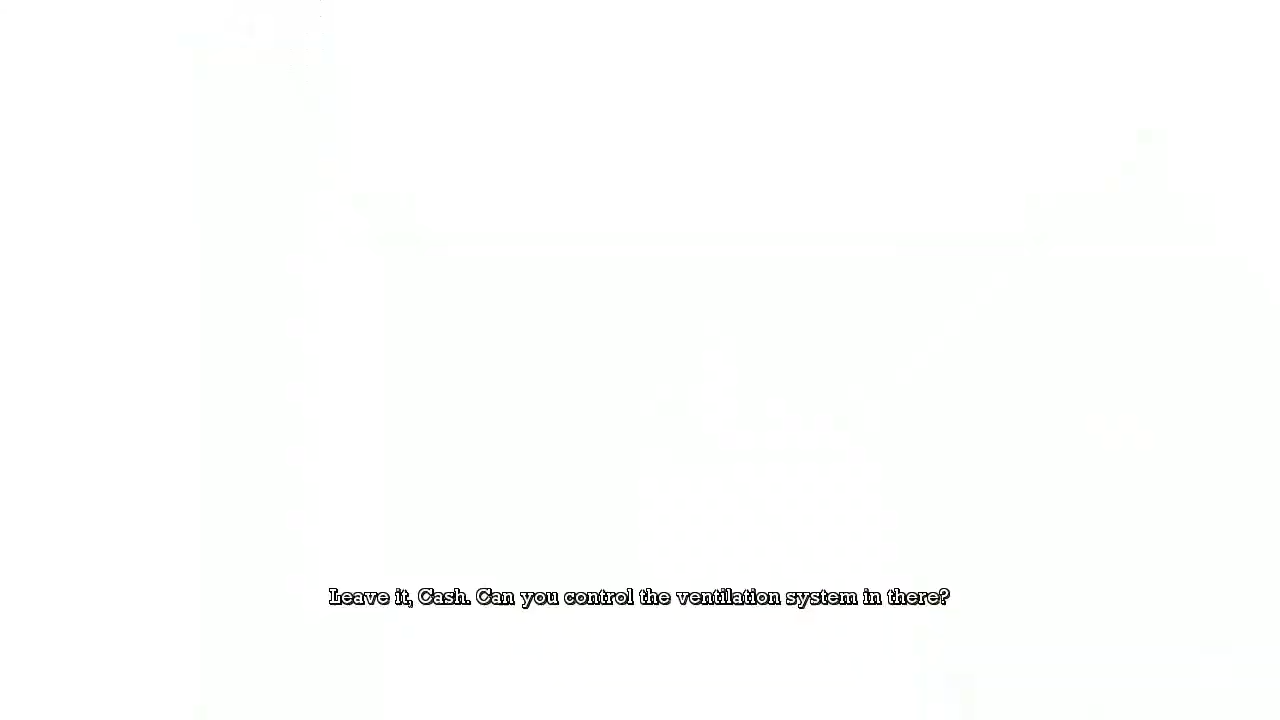 Leave it, Cash. Can you control the ventilation system in there?